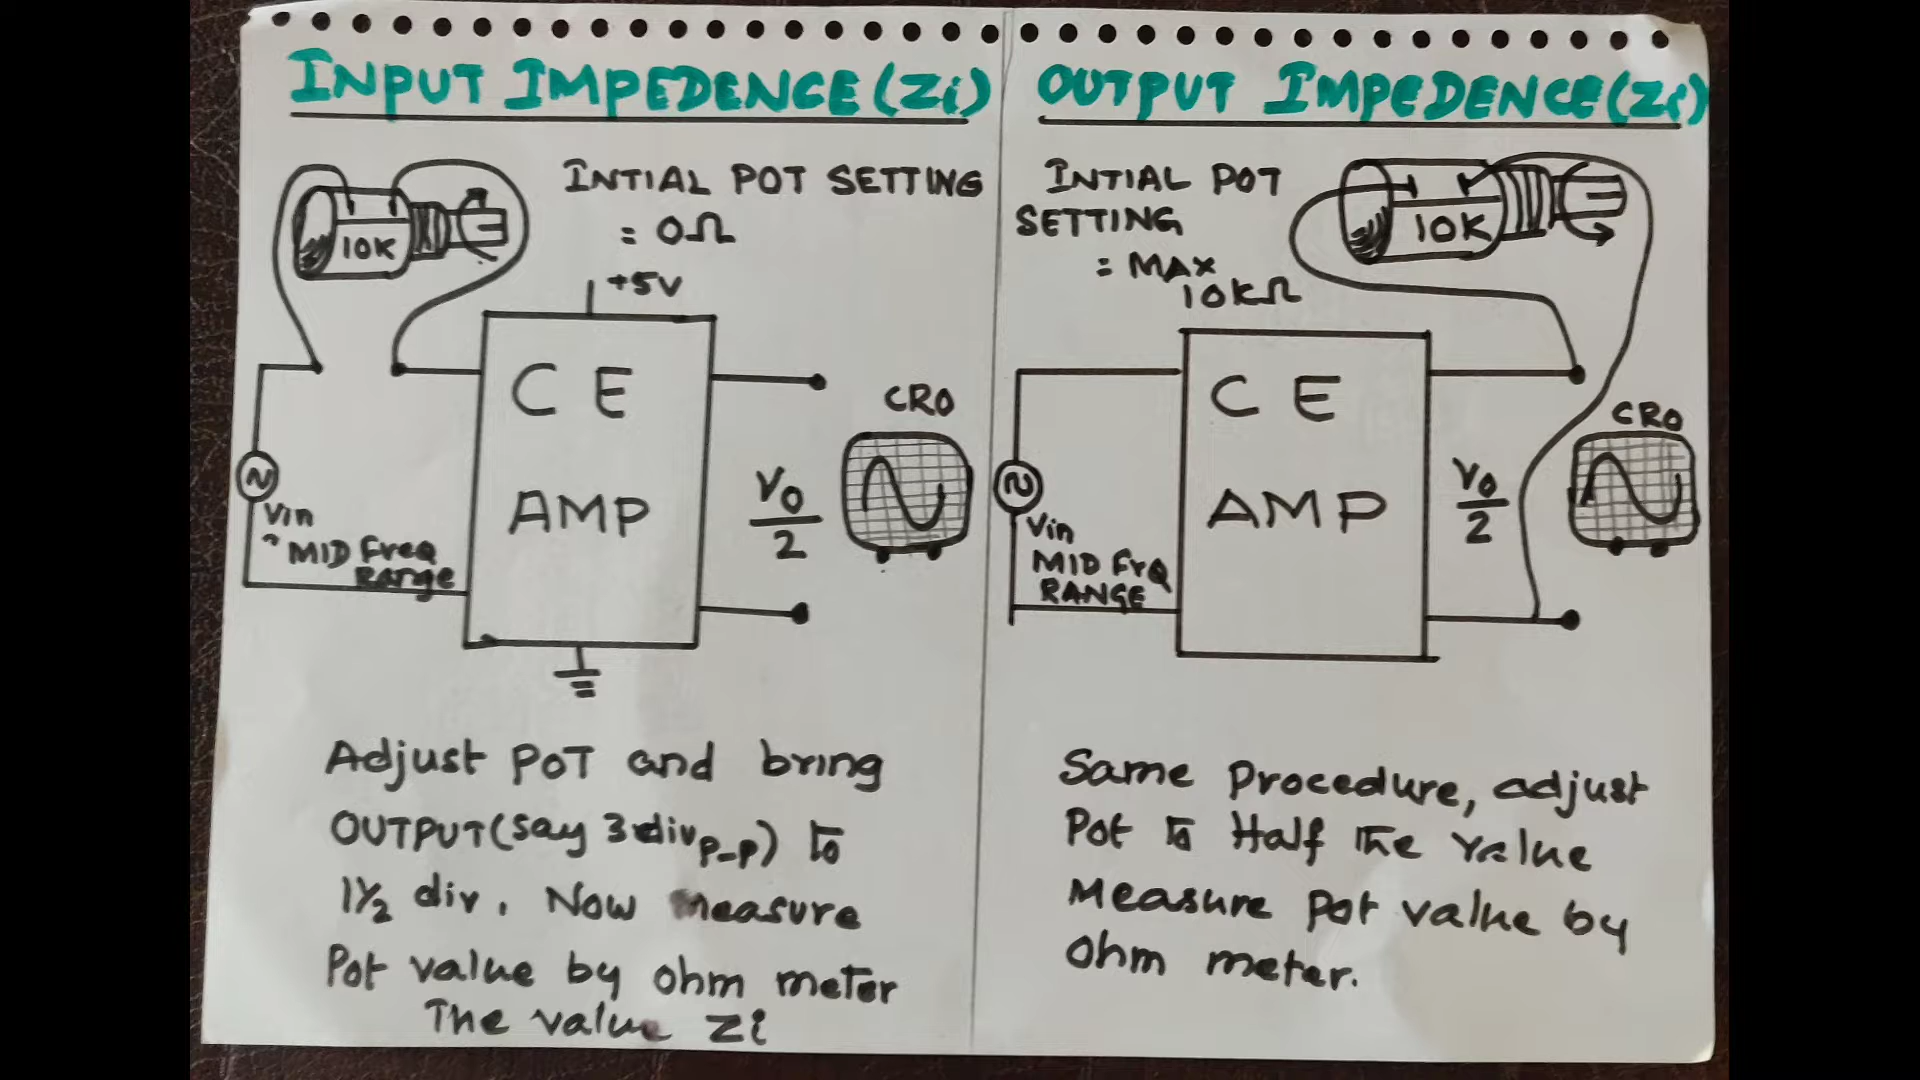 INPUT IMPEDENCE (Zi)
INTIAL POT SETTING
= 0Ω
10K
+5V
C E
AMP
CRO
Vo
2
Vin
MID Freq
Range
Adjust POT and bring
OUTPUT (say 3 div p-p) to
1½ div. Now measure
Pot value by ohm meter
The value Zi
OUTPUT IMPEDENCE (Zi)
INTIAL POT
SETTING
= MAX
10KΩ
10K
C E
AMP
CRO
Vo
2
Vin
MID Frq
RANGE
Same Procedure, adjust
Pot to Half the value
Measure pot value by
ohm meter.